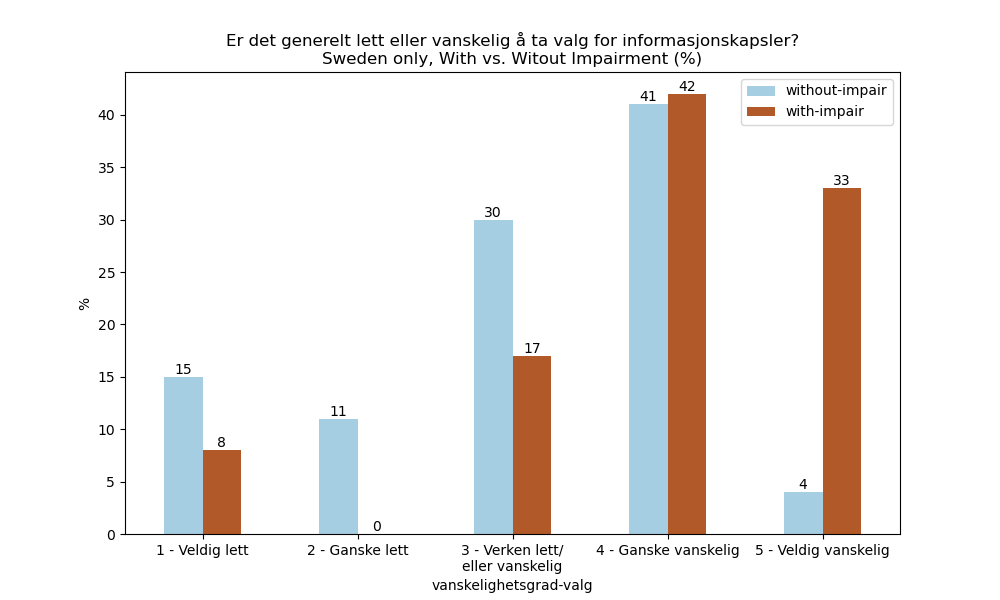 Er det generelt lett eller vanskelig å ta valg for informasjonskapsler?
Sweden only, With vs. Witout Impairment (%)
without-impair
with-impair
%
40
35
30
25
20
15
10
5
0
15
8
11
0
30
17
41
42
4
33
1 - Veldig lett
2 - Ganske lett
3 - Verken lett/
eller vanskelig
4 - Ganske vanskelig
5 - Veldig vanskelig
vanskelighetsgrad-valg